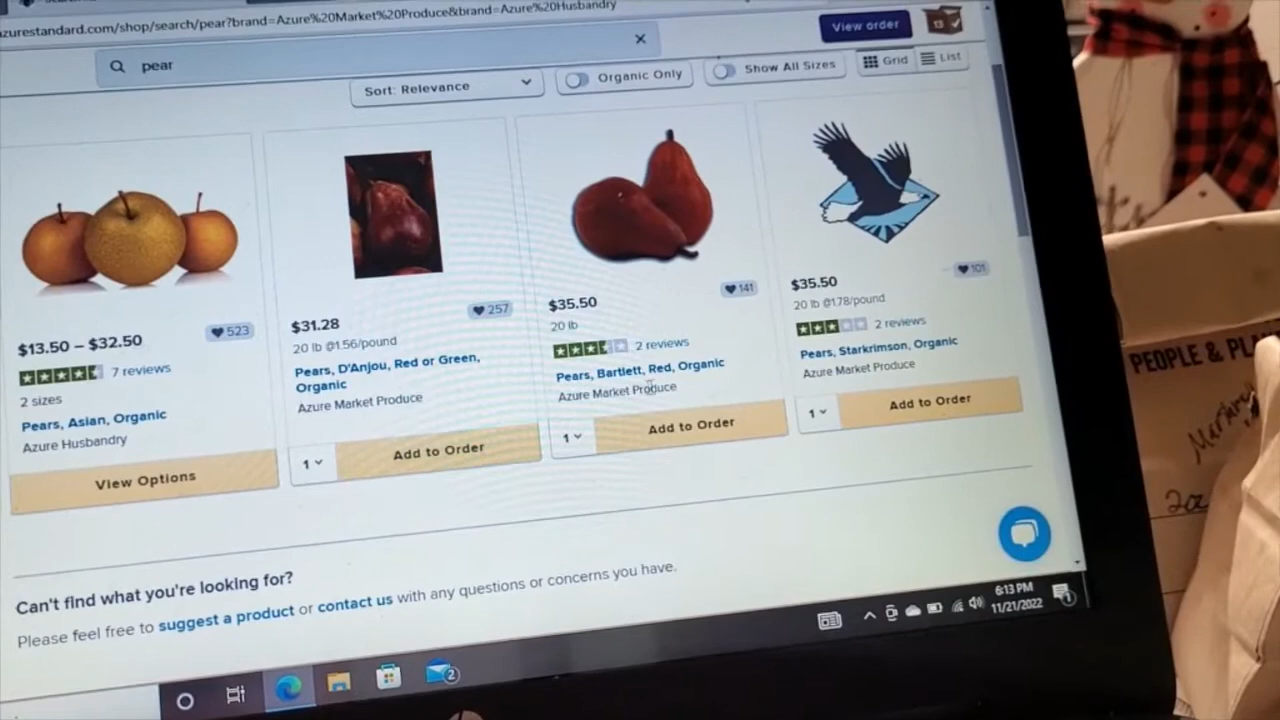 azurestandard.com/shop/search/pear?brand=Azure%20Market%20Produce&brand=Azure%20Husbandry
pear
View order
13
Sort: Relevance
Organic Only
Show All Sizes
Grid
List
$13.50 – $32.50
523
7 reviews
2 sizes
Pears, Asian, Organic
Azure Husbandry
View Options
$31.28
257
20 lb @1.56/pound
Pears, D'Anjou, Red or Green,
Organic
Azure Market Produce
1
Add to Order
$35.50
141
20 lb
2 reviews
Pears, Bartlett, Red, Organic
Azure Market Produce
1
Add to Order
$35.50
101
20 lb @1.78/pound
2 reviews
Pears, Starkrimson, Organic
Azure Market Produce
1
Add to Order
Can't find what you're looking for?
Please feel free to suggest a product or contact us with any questions or concerns you have.
6:13 PM
11/21/2022
1
2
PEOPLE &